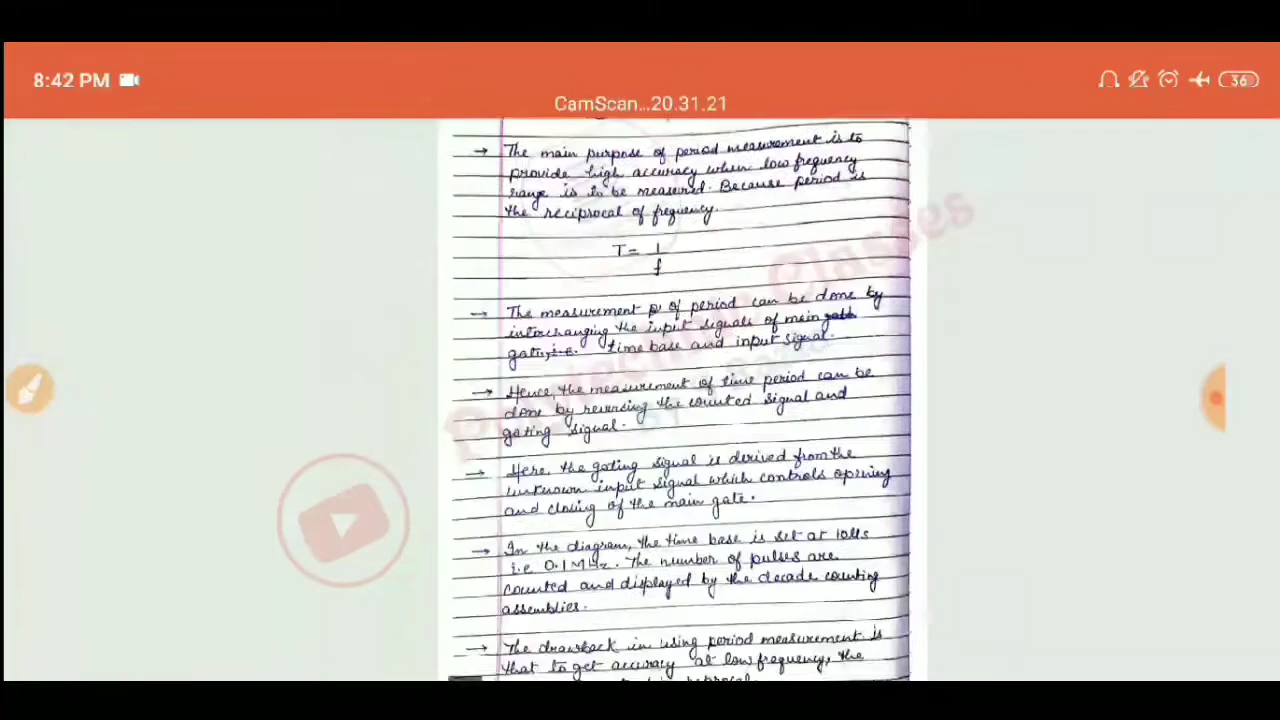 8:42 PM
36
CamScan...20.31.21
→ The main purpose of period measurement is to
provide high accuracy when low frequency
range is to be measured. Because period is
the reciprocal of frequency.
T = 1
f
→ The measurement of period can be done by
interchanging the input signals of main
gate, i.e. time base and input signal.
→ Hence, the measurement of time period can be
done by reversing the counted signal and
gating signal.
→ Here, the gating signal is derived from the
unknown input signal which controls opening
and closing of the main gate.
→ In the diagram, the time base is set at 10us
i.e 0.1 MHz. The number of pulses are
counted and displayed by the decade counting
assemblies.
→ The drawback in using period measurement is
that to get accuracy at low frequency, the
Classes